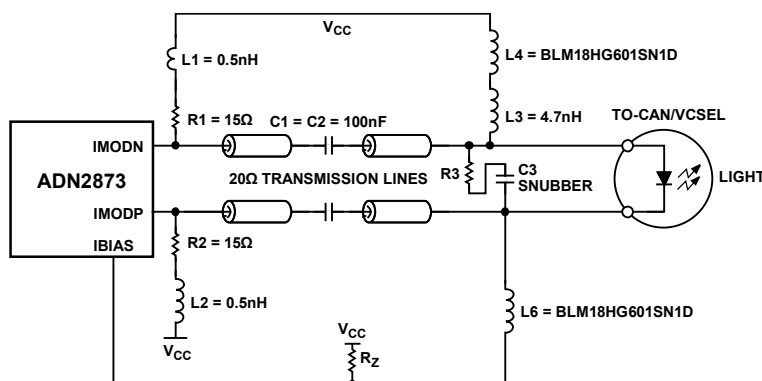 VCC
L1 = 0.5nH
L4 = BLM18HG601SN1D
R1 = 15Ω
C1 = C2 = 100nF
L3 = 4.7nH
TO-CAN/VCSEL
IMODN
ADN2873
R3
C3
SNUBBER
20Ω TRANSMISSION LINES
LIGHT
IMODP
IBIAS
R2 = 15Ω
L2 = 0.5nH
L6 = BLM18HG601SN1D
VCC
VCC
RZ